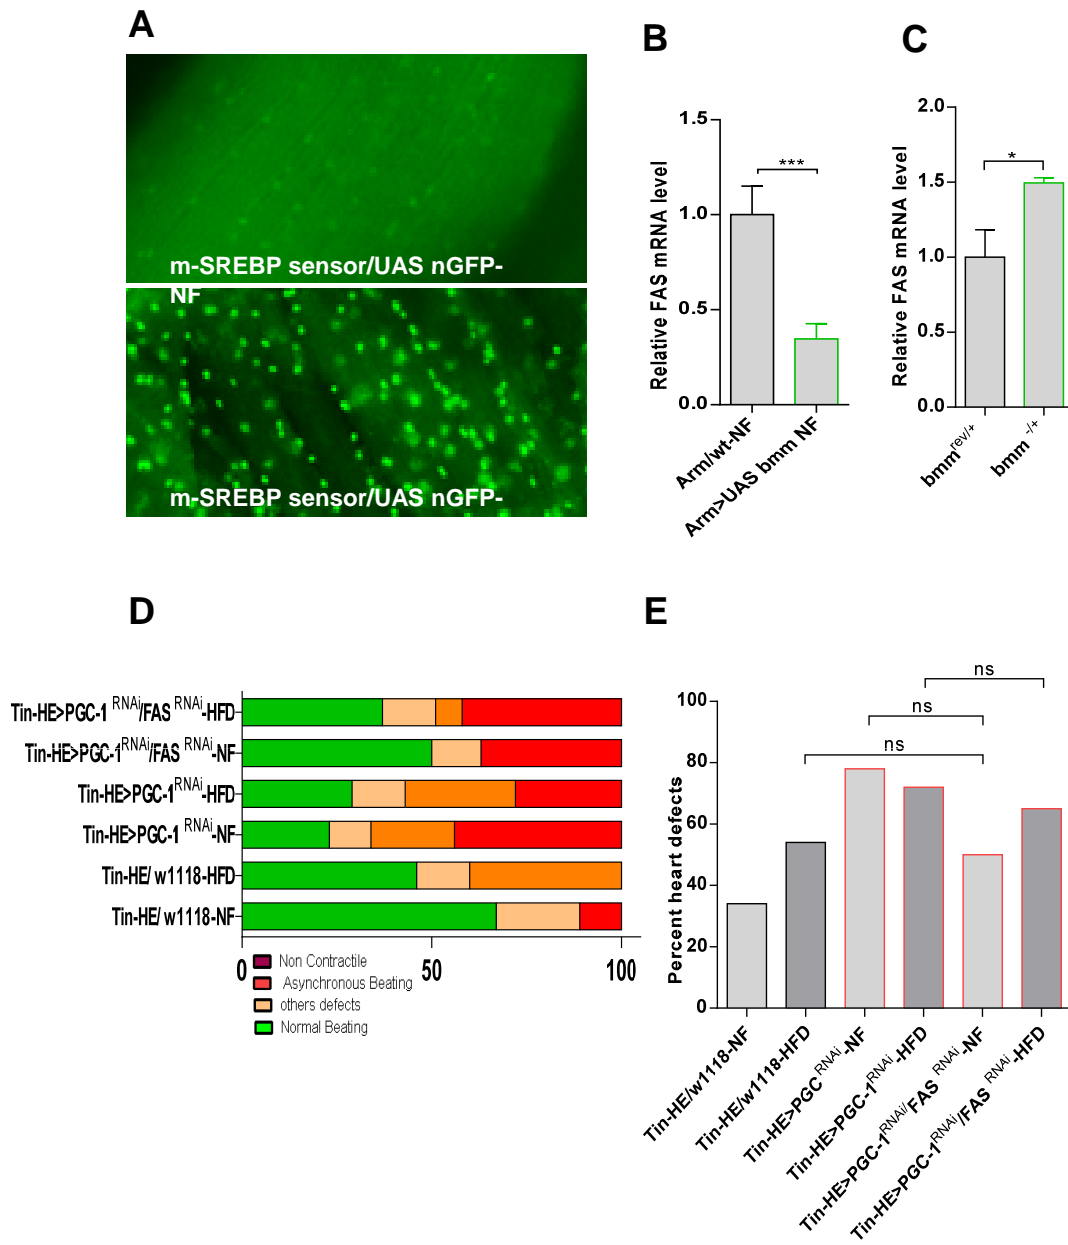 A
B
C
m-SREBP sensor/UAS nGFP-
NF
m-SREBP sensor/UAS nGFP-
Relative FAS mRNA level
1.5
1.0
0.5
0.0
***
Arm/wt-NF
Arm>UAS bmm NF
Relative FAS mRNA level
2.0
1.5
1.0
0.5
0.0
*
bmm rev/+
bmm -/+
D
Tin-HE>PGC-1 RNAi/FAS RNAi-HFD
Tin-HE>PGC-1RNAi/FAS RNAi-NF
Tin-HE>PGC-1RNAi-HFD
Tin-HE>PGC-1 RNAi-NF
Tin-HE/ w1118-HFD
Tin-HE/ w1118-NF
0
50
100
Non Contractile
Asynchronous Beating
others defects
Normal Beating
E
Percent heart defects
100
80
60
40
20
0
ns
ns
ns
Tin-HE/w1118-NF
Tin-HE/w1118-HFD
Tin-HE>PGC RNAi-NF
Tin-HE>PGC-1RNAi-HFD
Tin-HE>PGC-1RNAi/FAS RNAi-NF
Tin-HE>PGC-1RNAi/FAS RNAi-HFD